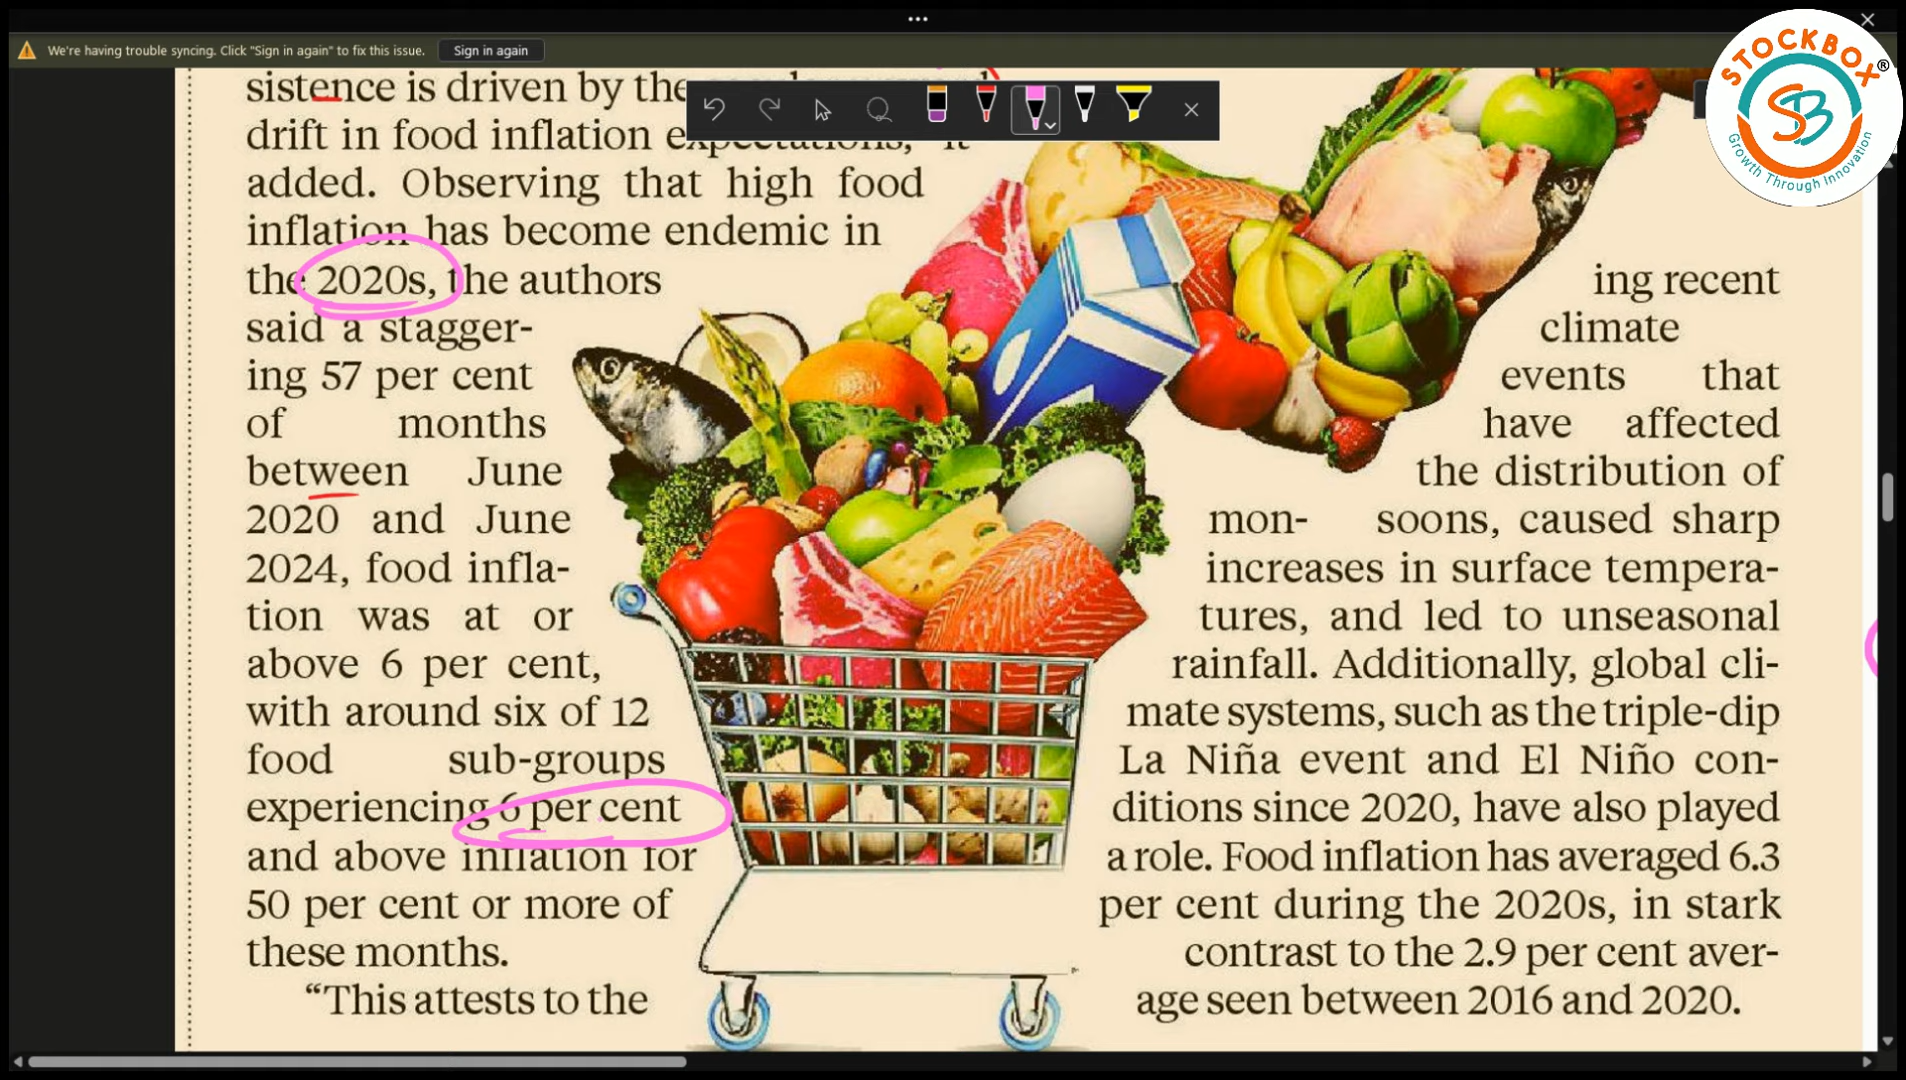 We're having trouble syncing. Click "Sign in again" to fix this issue. Sign in again
STOCKBOX®
SB
Growth Through Innovation
sistence is driven by the
drift in food inflation expectations," it
added. Observing that high food
inflation has become endemic in
the 2020s, the authors
said a stagger-
ing 57 per cent
of months
between June
2020 and June
2024, food infla-
tion was at or
above 6 per cent,
with around six of 12
food sub-groups
experiencing 6 per cent
and above inflation for
50 per cent or more of
these months.
“This attests to the
ing recent
climate
events that
have affected
the distribution of
mon- soons, caused sharp
increases in surface tempera-
tures, and led to unseasonal
rainfall. Additionally, global cli-
mate systems, such as the triple-dip
La Niña event and El Niño con-
ditions since 2020, have also played
a role. Food inflation has averaged 6.3
per cent during the 2020s, in stark
contrast to the 2.9 per cent aver-
age seen between 2016 and 2020.